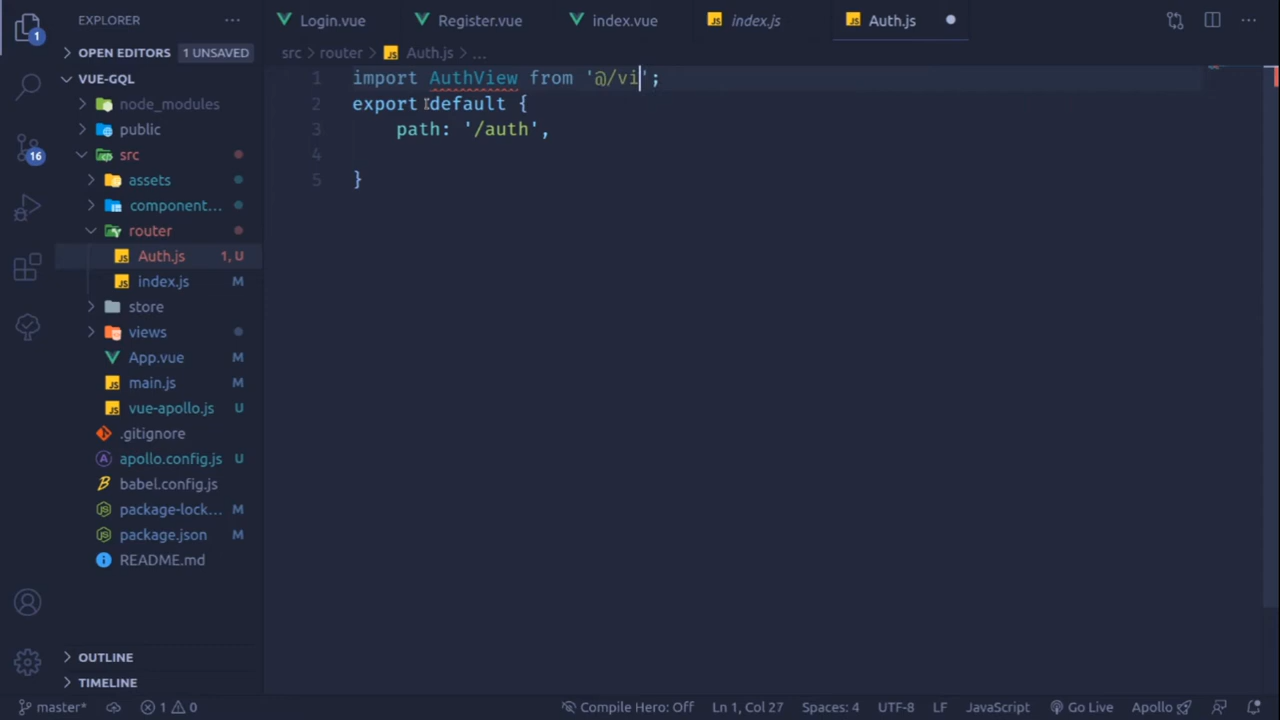 EXPLORER
Login.vue Register.vue index.vue index.js Auth.js
OPEN EDITORS 1 UNSAVED
src router Auth.js ...
VUE-GQL
node_modules
public
16
src
assets
component...
router
Auth.js 1, U
index.js M
store
views
App.vue M
main.js M
vue-apollo.js U
.gitignore
apollo.config.js U
babel.config.js
package-lock... M
package.json M
README.md
OUTLINE
TIMELINE
1
1 import AuthView from '@/vi';
2 export default {
3 path: '/auth',
4
5 }
master* 1 0 Compile Hero: Off Ln 1, Col 27 Spaces: 4 UTF-8 LF JavaScript Go Live Apollo